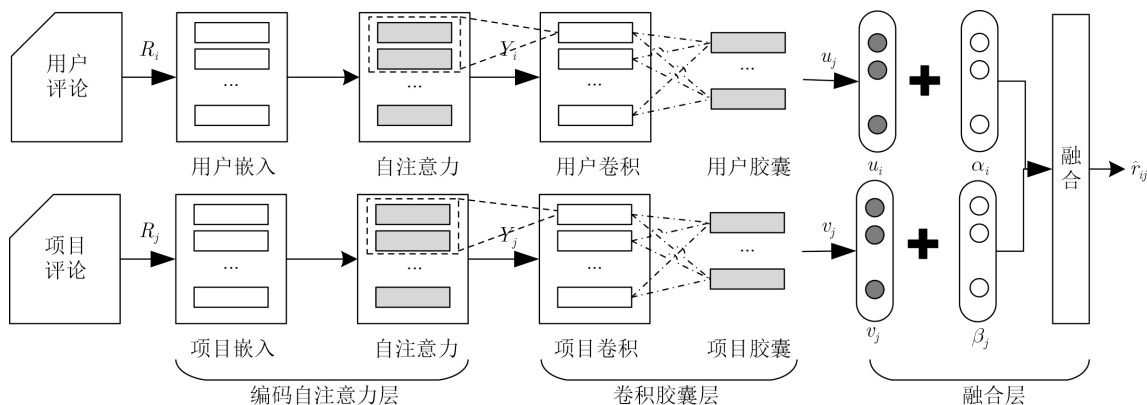 用户
评论
R_i
...
...
Y_i
...
...
u_j
用户嵌入
自注意力
用户卷积
用户胶囊
u_i
α_i
项目
评论
R_j
...
...
Y_j
...
...
v_j
项目嵌入
自注意力
项目卷积
项目胶囊
v_j
β_j
融合
r̂_ij
编码自注意力层
卷积胶囊层
融合层